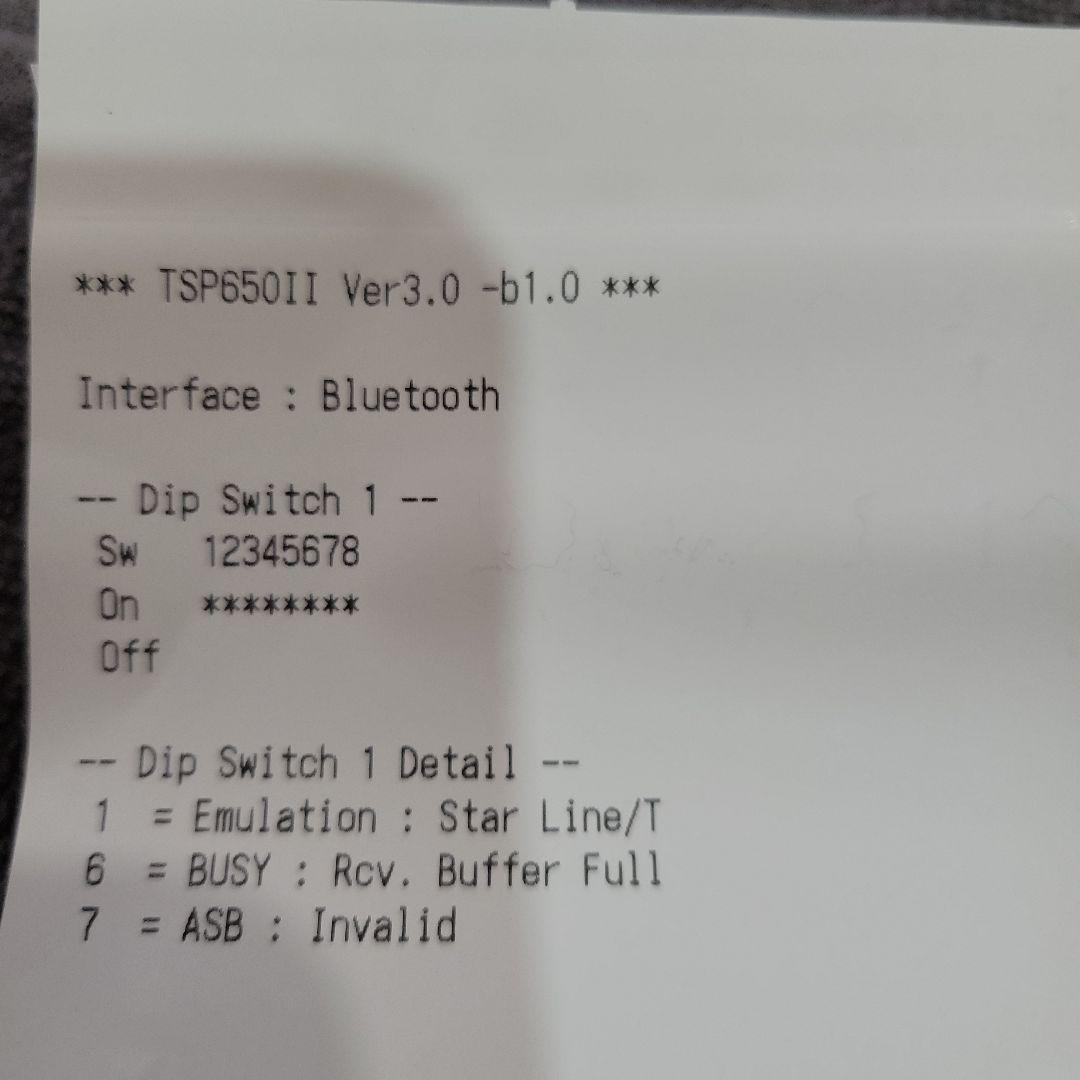 *** TSP650II Ver3.0 -b1.0 ***
Interface : Bluetooth
-- Dip Switch 1 --
Sw 12345678
On ********
Off
-- Dip Switch 1 Detail --
1 = Emulation : Star Line/T
6 = BUSY : Rcv. Buffer Full
7 = ASB : Invalid